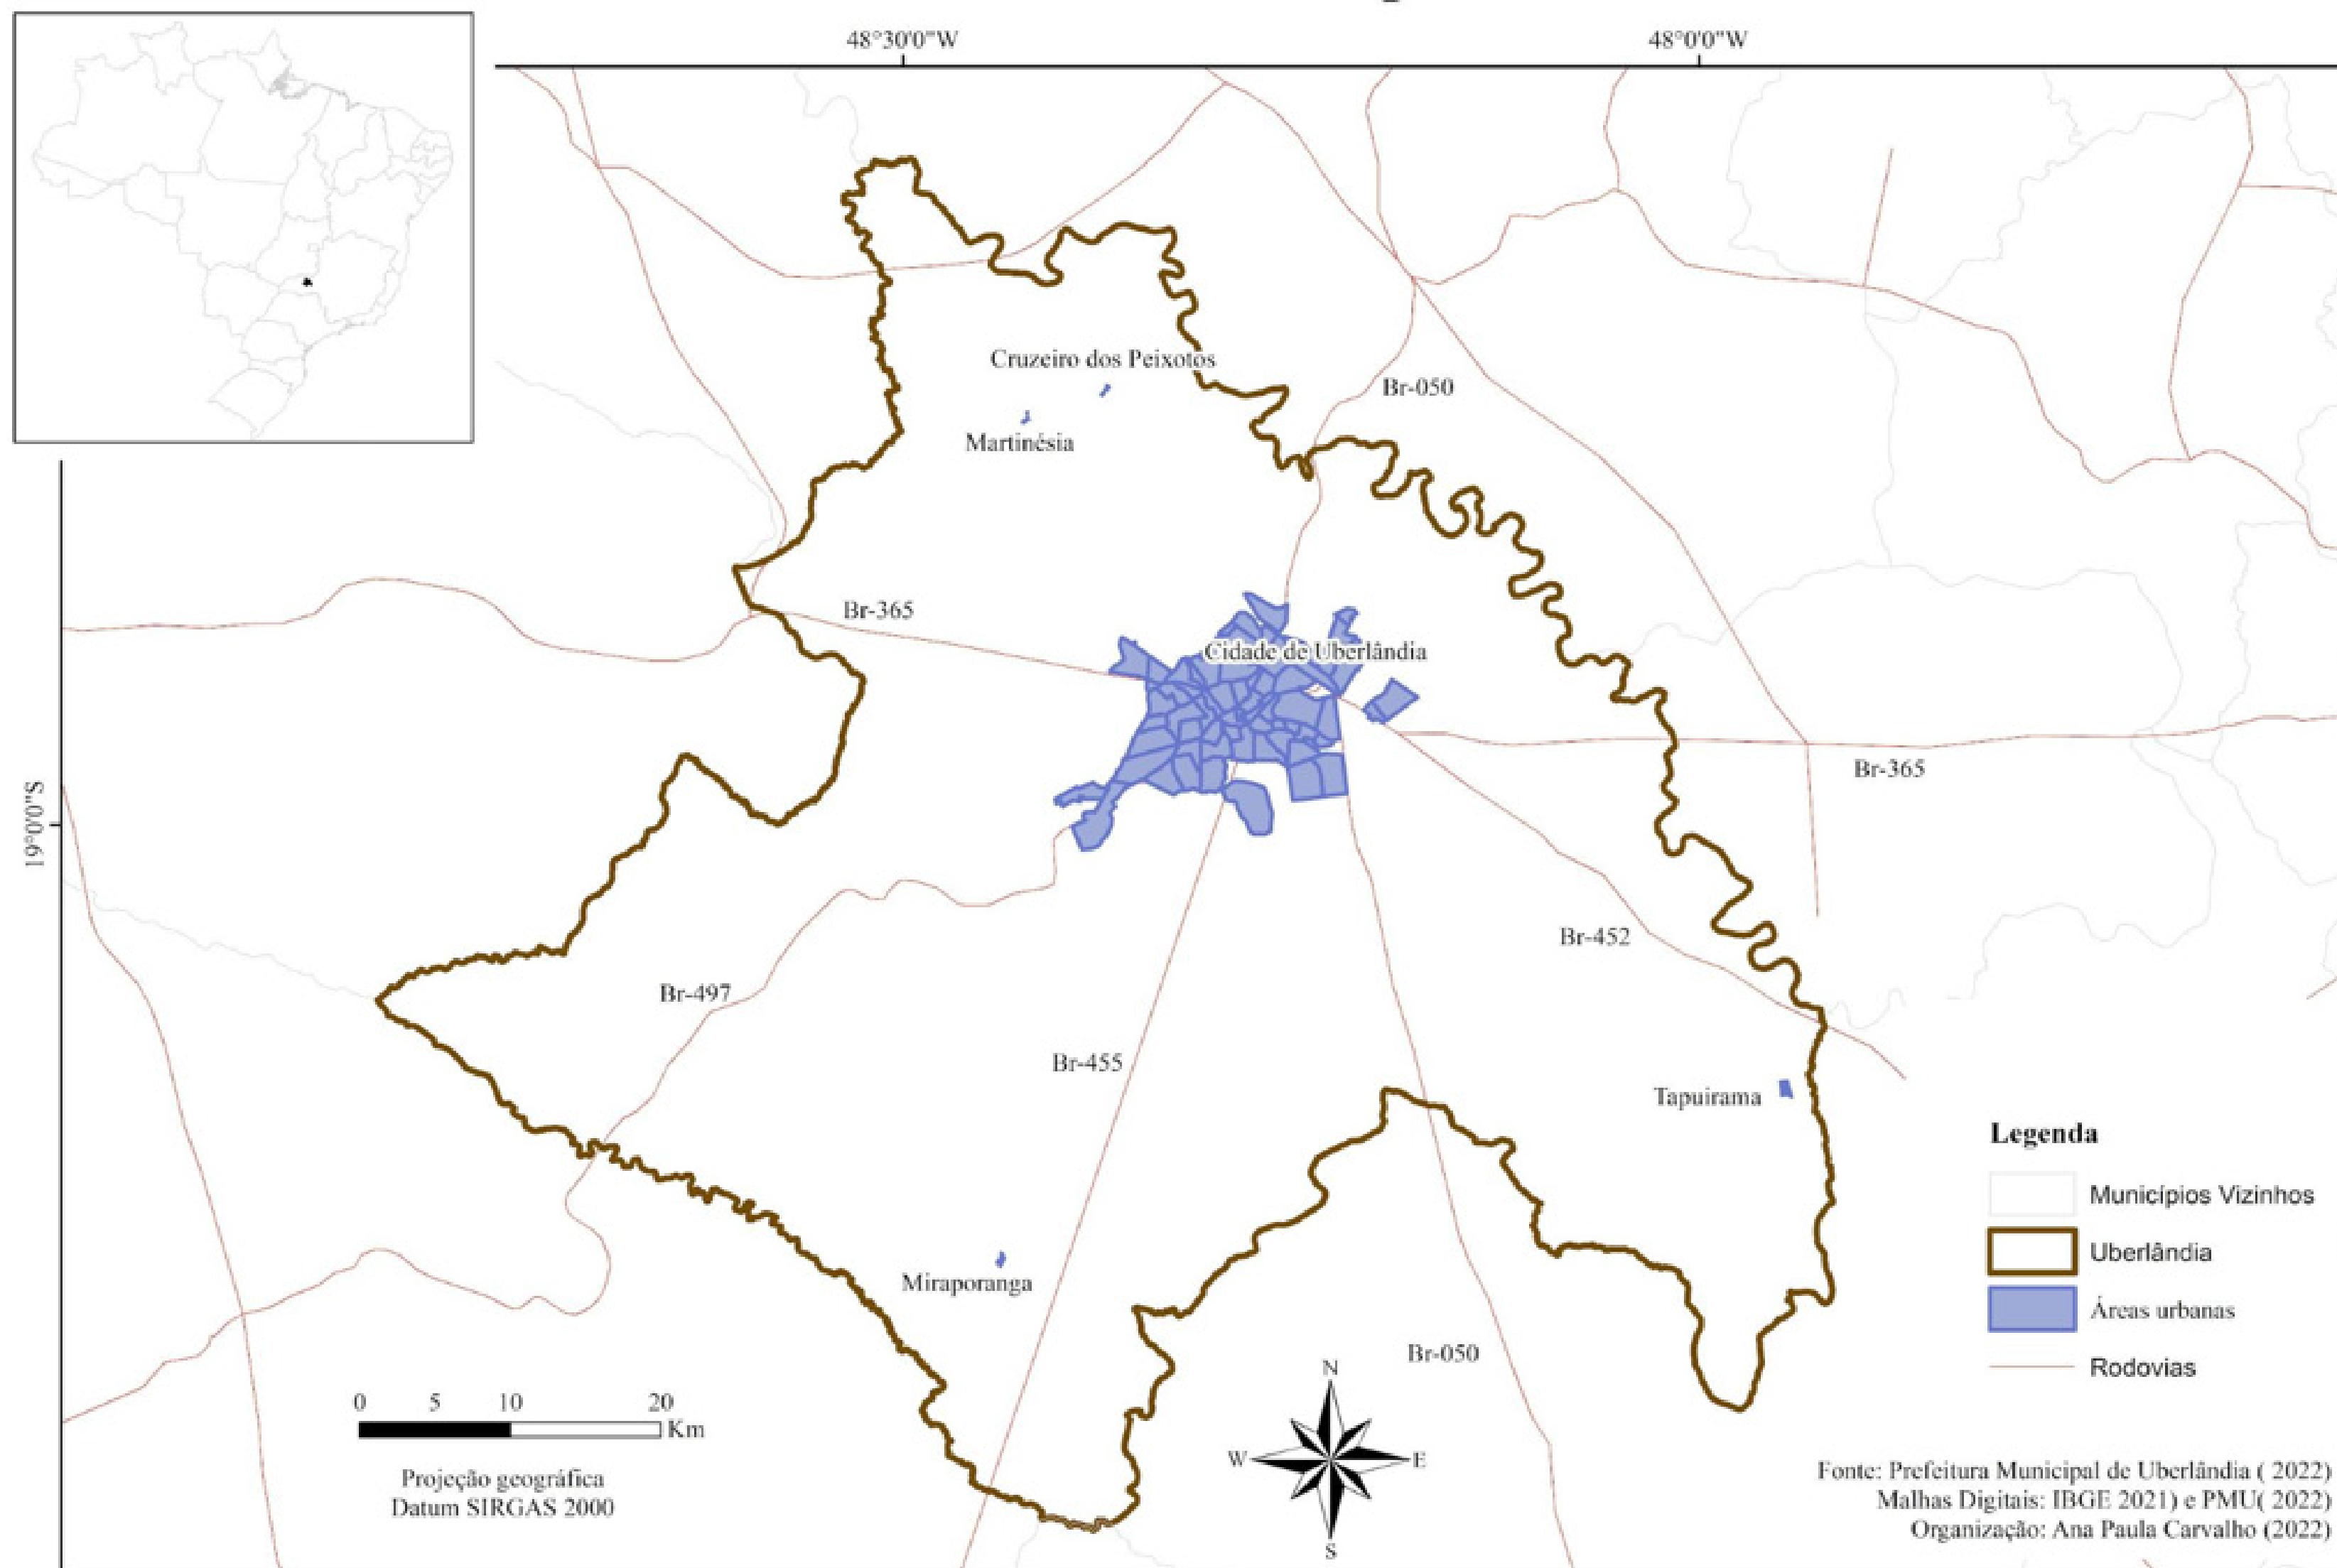 48°30'0"W
48°0'0"W
Cruzeiro dos Peixotos
Br-050
Martinésia
Br-365
Cidade de Uberlândia
Br-365
19°0'0"S
Br-452
Br-497
Br-455
Tapuirama
Legenda
Municípios Vizinhos
Uberlândia
Miraporanga
Áreas urbanas
Br-050
Rodovias
N
0 5 10 20
Km
W E
S
Projeção geográfica
Datum SIRGAS 2000
Fonte: Prefeitura Municipal de Uberlândia ( 2022)
Malhas Digitais: IBGE 2021) e PMU( 2022)
Organização: Ana Paula Carvalho (2022)